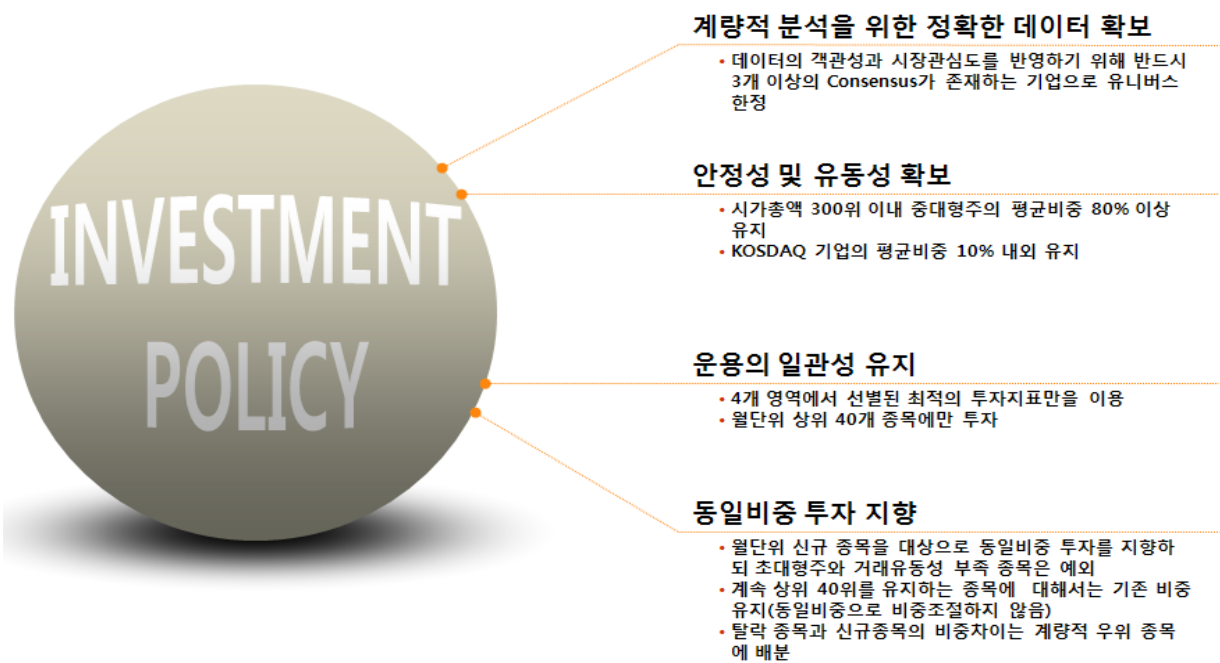 INVESTMENT
POLICY
계량적 분석을 위한 정확한 데이터 확보
• 데이터의 객관성과 시장관심도를 반영하기 위해 반드시
3개 이상의 Consensus가 존재하는 기업으로 유니버스
한정
안정성 및 유동성 확보
• 시가총액 300위 이내 중대형주의 평균비중 80% 이상
유지
• KOSDAQ 기업의 평균비중 10% 내외 유지
운용의 일관성 유지
• 4개 영역에서 선별된 최적의 투자지표만을 이용
• 월단위 상위 40개 종목에만 투자
동일비중 투자 지향
• 월단위 신규 종목을 대상으로 동일비중 투자를 지향하
되 초대형주와 거래유동성 부족 종목은 예외
• 계속 상위 40위를 유지하는 종목에 대해서는 기존 비중
유지(동일비중으로 비중조절하지 않음)
• 탈락 종목과 신규종목의 비중차이는 계량적 우위 종목
에 배분